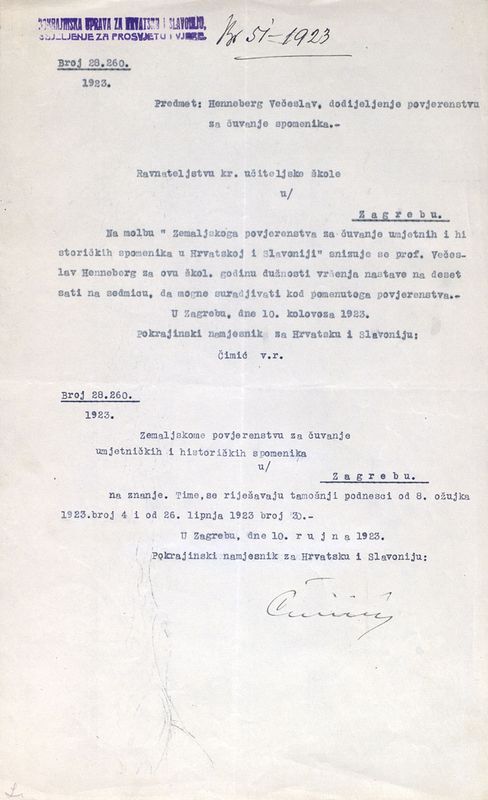 POKRAJINSKA UPRAVA ZA HRVATSKU I SLAVONIJU,
ODJELJENJE ZA PROSVJETU I VJERE.
Br 51-1923
Broj 28.260.
1923.
Predmet: Henneberg Večeslav, dodijeljenje povjerenstvu
za čuvanje spomenika.-
Ravnateljstvu kr. učiteljske škole
u/
Zagrebu.
Na molbu " Zemaljskoga povjerenstva za čuvanje umjetnih i hi
storičkih spomenika u Hrvatskoj i Slavoniji" snizuje se prof. Večes-
lav Henneberg za ovu škol. godinu dužnosti vršenja nastave na deset
sati na sedmicu, da mogne suradjivati kod pomenutoga povjerenstva.-
U Zagrebu, dne 10. kolovoza 1923.
Pokrajinski namjesnik za Hrvatsku i Slavoniju:
Čimić v.r.
Broj 28.260.
1923.
Zemaljskome povjerenstvu za čuvanje
umjetničkih i historičkih spomenika
u/
Zagrebu.
na znanje. Time, se riješavaju tamošnji podnesci od 8. ožujka
1923.broj 4 i od 26. lipnja 1923 broj 30.-
U Zagrebu, dne 10. rujna 1923.
Pokrajinski namjesnik za Hrvatsku i Slavoniju:
Čimić